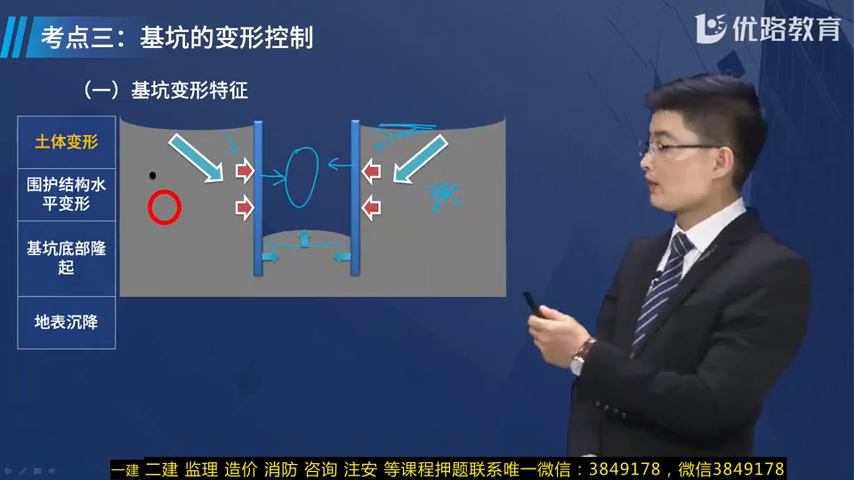 考点三：基坑的变形控制
优路教育
（一）基坑变形特征
土体变形
围护结构水
平变形
基坑底部隆
起
地表沉降
一建 二建 监理 造价 消防 咨询 注安 等课程押题联系唯一微信：3849178，微信3849178